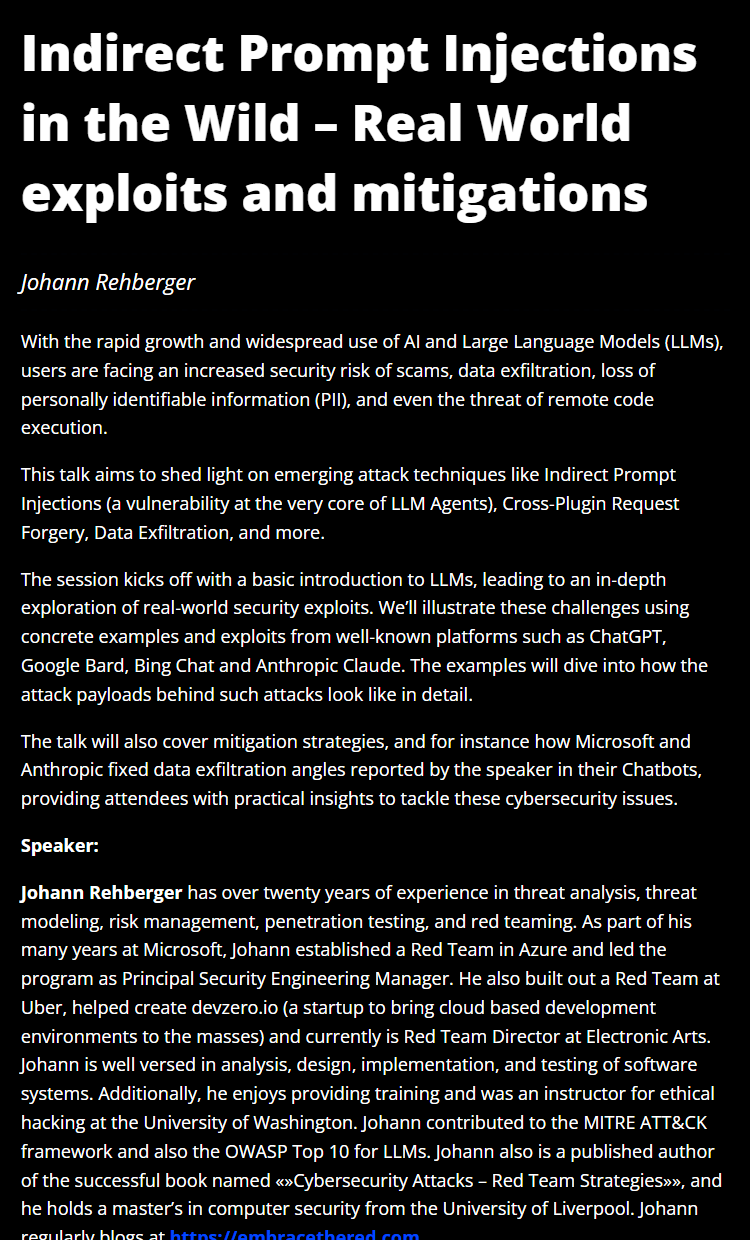 Indirect Prompt Injections
in the Wild – Real World
exploits and mitigations
Johann Rehberger
With the rapid growth and widespread use of AI and Large Language Models (LLMs),
users are facing an increased security risk of scams, data exfiltration, loss of
personally identifiable information (PII), and even the threat of remote code
execution.
This talk aims to shed light on emerging attack techniques like Indirect Prompt
Injections (a vulnerability at the very core of LLM Agents), Cross-Plugin Request
Forgery, Data Exfiltration, and more.
The session kicks off with a basic introduction to LLMs, leading to an in-depth
exploration of real-world security exploits. We’ll illustrate these challenges using
concrete examples and exploits from well-known platforms such as ChatGPT,
Google Bard, Bing Chat and Anthropic Claude. The examples will dive into how the
attack payloads behind such attacks look like in detail.
The talk will also cover mitigation strategies, and for instance how Microsoft and
Anthropic fixed data exfiltration angles reported by the speaker in their Chatbots,
providing attendees with practical insights to tackle these cybersecurity issues.
Speaker:
Johann Rehberger has over twenty years of experience in threat analysis, threat
modeling, risk management, penetration testing, and red teaming. As part of his
many years at Microsoft, Johann established a Red Team in Azure and led the
program as Principal Security Engineering Manager. He also built out a Red Team at
Uber, helped create devzero.io (a startup to bring cloud based development
environments to the masses) and currently is Red Team Director at Electronic Arts.
Johann is well versed in analysis, design, implementation, and testing of software
systems. Additionally, he enjoys providing training and was an instructor for ethical
hacking at the University of Washington. Johann contributed to the MITRE ATT&CK
framework and also the OWASP Top 10 for LLMs. Johann also is a published author
of the successful book named «»Cybersecurity Attacks – Red Team Strategies»», and
he holds a master’s in computer security from the University of Liverpool. Johann
regularly blogs at https://embracethered.com